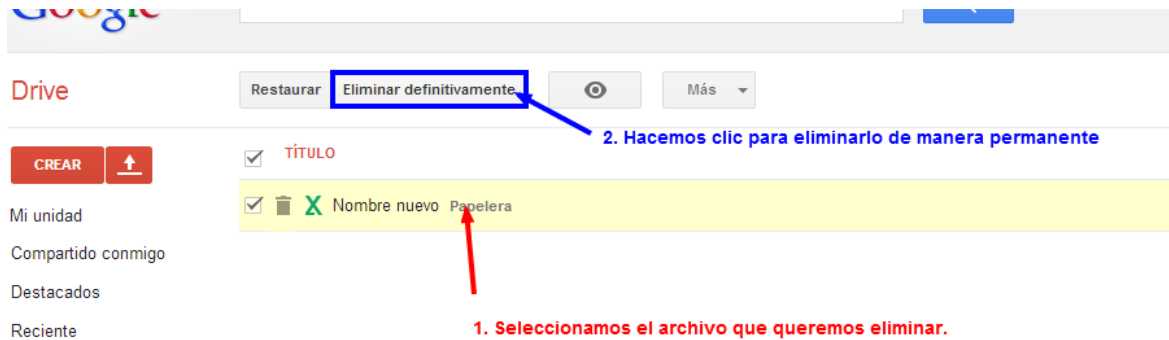 Google
Drive
Restaurar Eliminar definitivamente Más
2. Hacemos clic para eliminarlo de manera permanente
CREAR TÍTULO
Nombre nuevo Papelera
Mi unidad
Compartido conmigo
Destacados
Reciente
1. Seleccionamos el archivo que queremos eliminar.